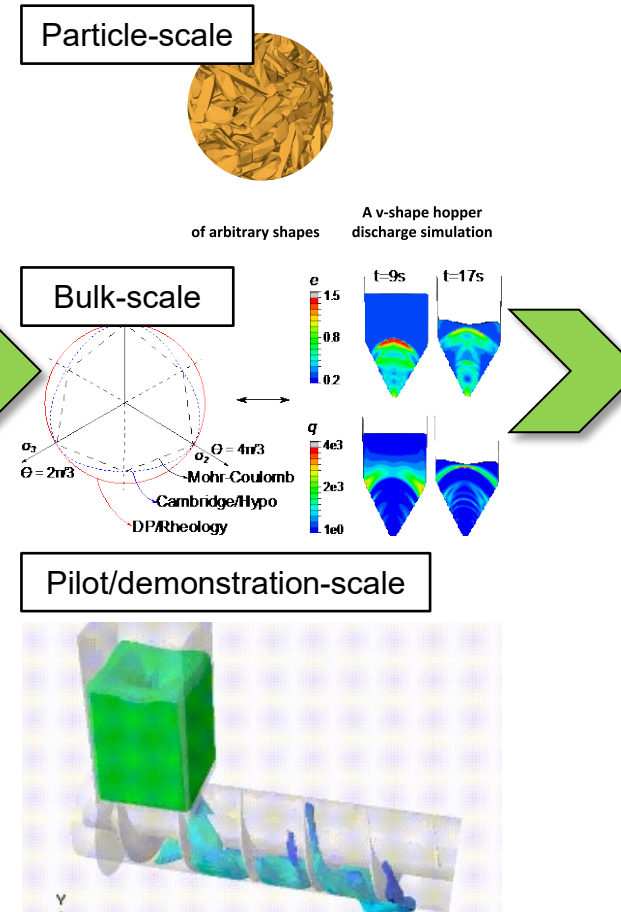 Particle-scale
of arbitrary shapes
A v-shape hopper
discharge simulation
Bulk-scale
e
t=9s
t=17s
1.5
0.8
0.2
σ3
Θ = 2π/3
σ2
Θ = 4π/3
Mohr-Coulomb
Cambridge/Hypo
DP/Rheology
q
4e3
2e3
1e0
Pilot/demonstration-scale
Y